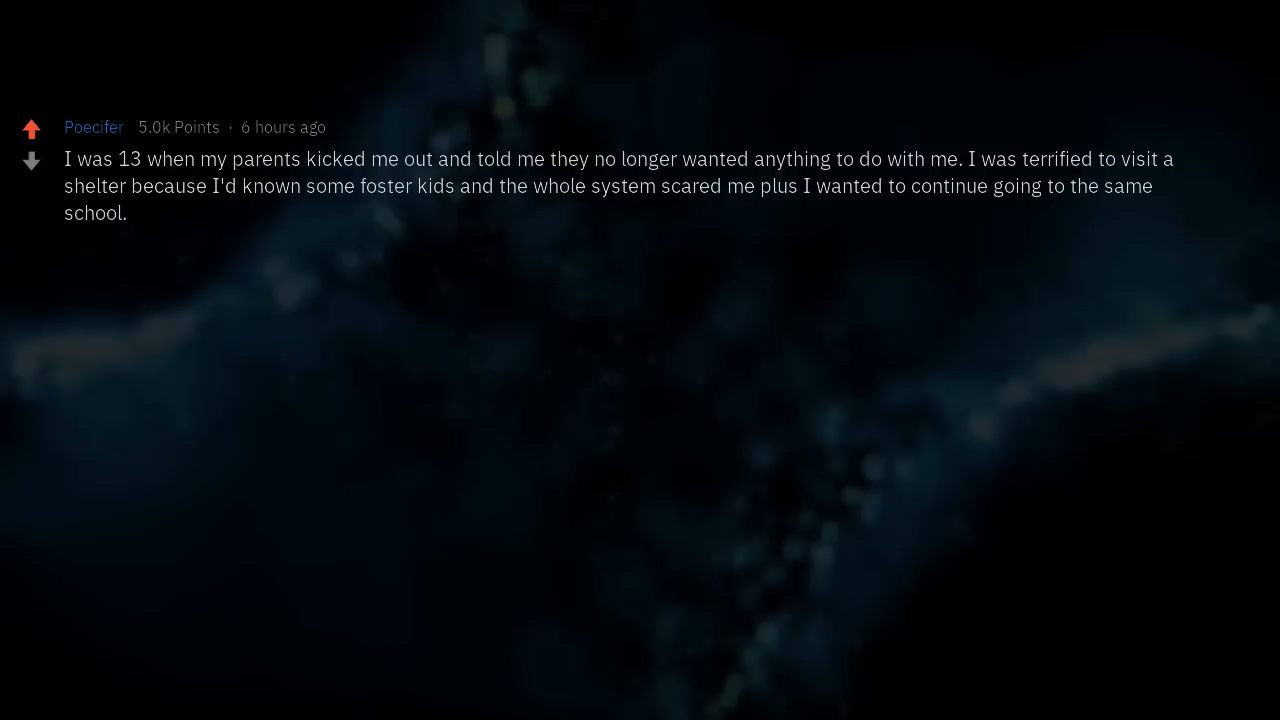 Poecifer 5.0k Points · 6 hours ago
I was 13 when my parents kicked me out and told me they no longer wanted anything to do with me. I was terrified to visit a
shelter because I'd known some foster kids and the whole system scared me plus I wanted to continue going to the same
school.